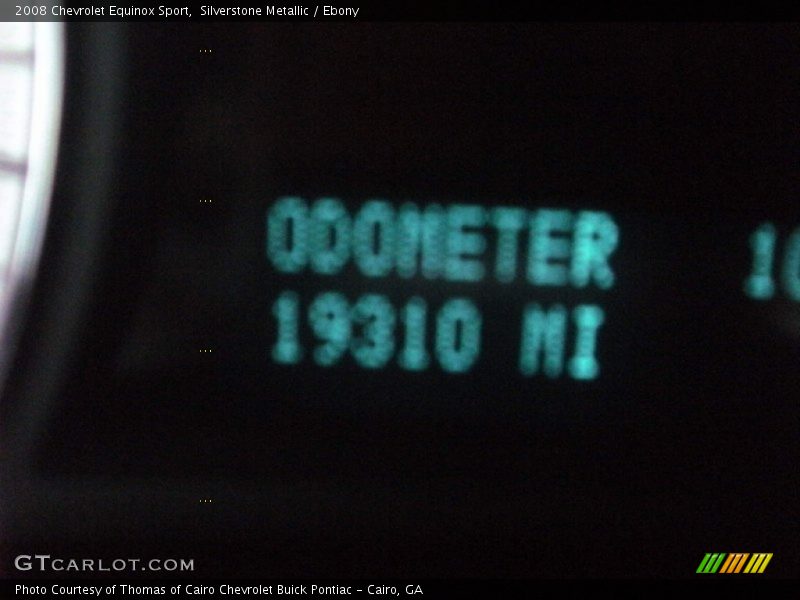 2008 Chevrolet Equinox Sport,  Silverstone Metallic / Ebony
ODOMETER
19310 MI
GTCARLOT.COM
Photo Courtesy of Thomas of Cairo Chevrolet Buick Pontiac - Cairo, GA